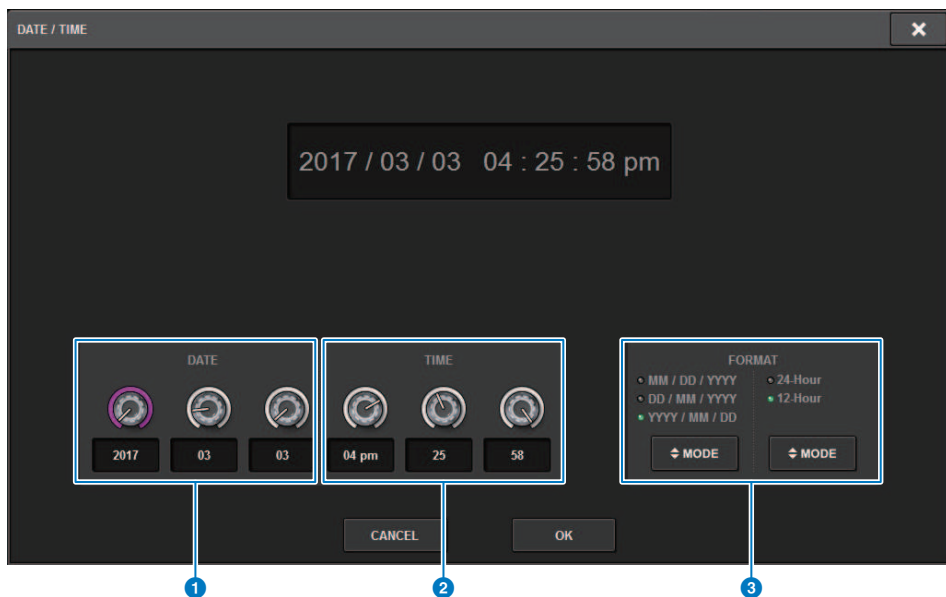 DATE / TIME
2017 / 03 / 03 04 : 25 : 58 pm
DATE
2017 03 03
TIME
04 pm 25 58
FORMAT
MM / DD / YYYY
DD / MM / YYYY
YYYY / MM / DD
MODE
24-Hour
12-Hour
MODE
CANCEL OK
1 2 3